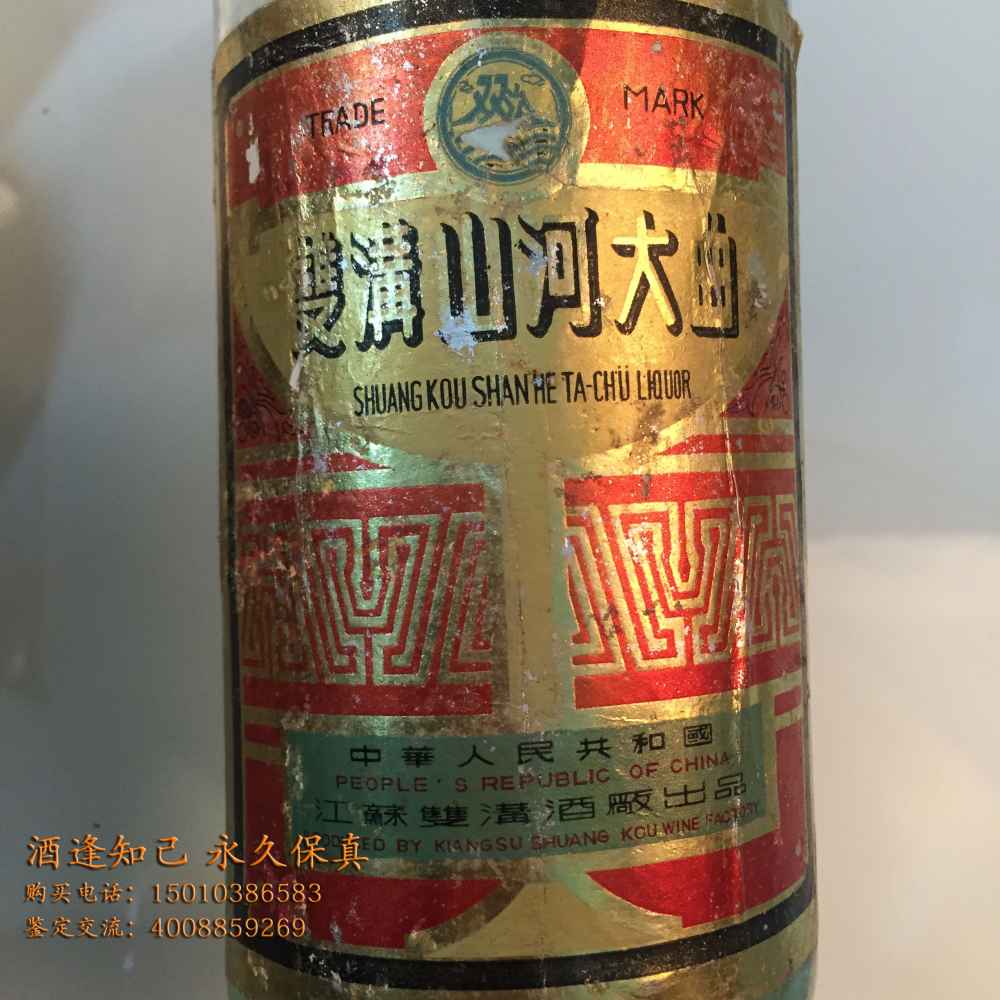 TRADE MARK
雙溝山河大曲
SHUANG KOU SHAN HE TA-CHÜ LIQUOR
中華人民共和國
PEOPLE'S REPUBLIC OF CHINA
江蘇雙溝酒廠出品
PRODUCED BY KIANGSU SHUANG KOU WINE FACTORY
酒逢知己 永久保真
购买电话：15010386583
鉴定交流：4008859269